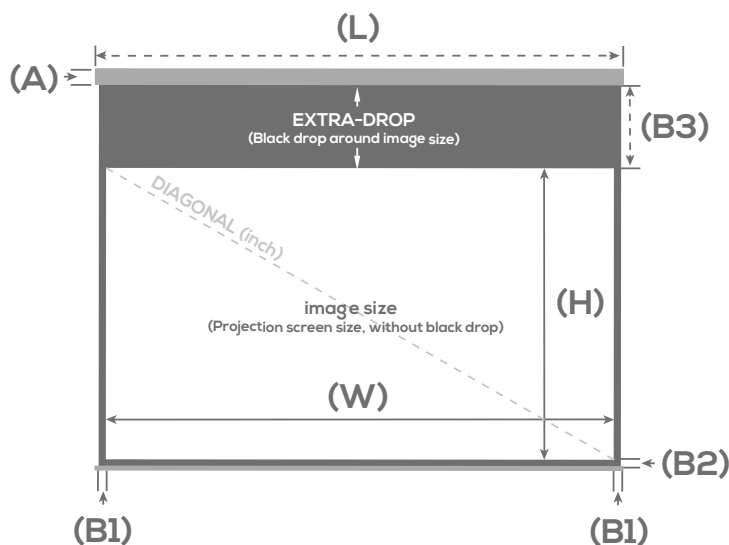 (L)
(A)
EXTRA-DROP
(Black drop around image size)
(B3)
DIAGONAL (inch)
image size
(Projection screen size, without black drop)
(H)
(W)
(B2)
(B1)
(B1)